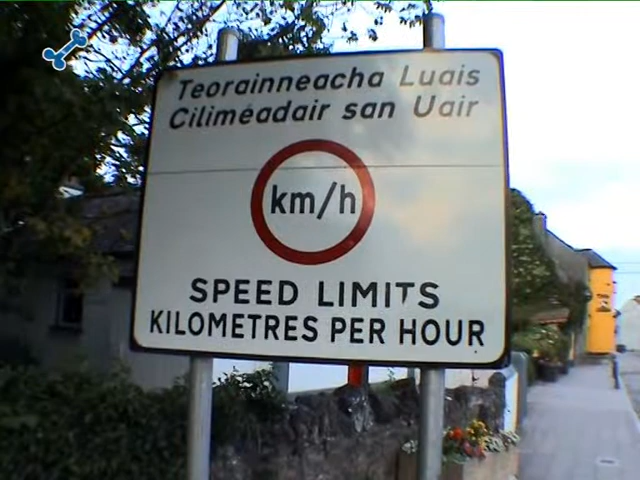 Teorainneacha Luais
Ciliméadair san Uair
km/h
SPEED LIMITS
KILOMETRES PER HOUR